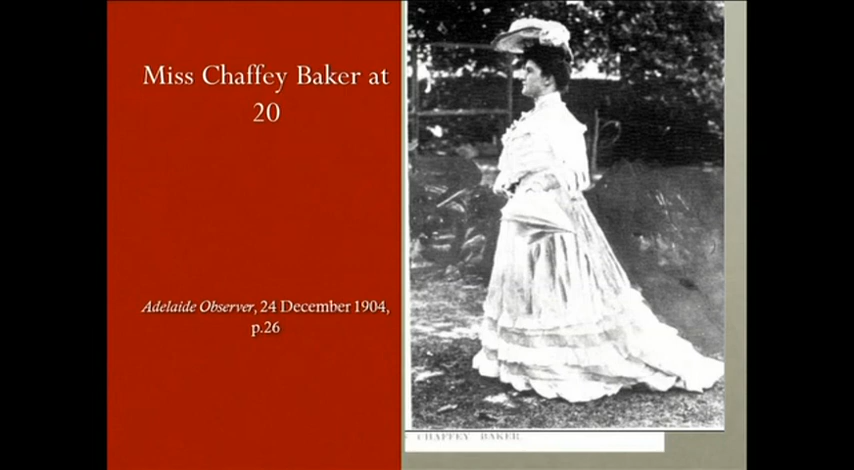 Miss Chaffey Baker at
20
Adelaide Observer, 24 December 1904,
p.26
CHAFFEY BAKER